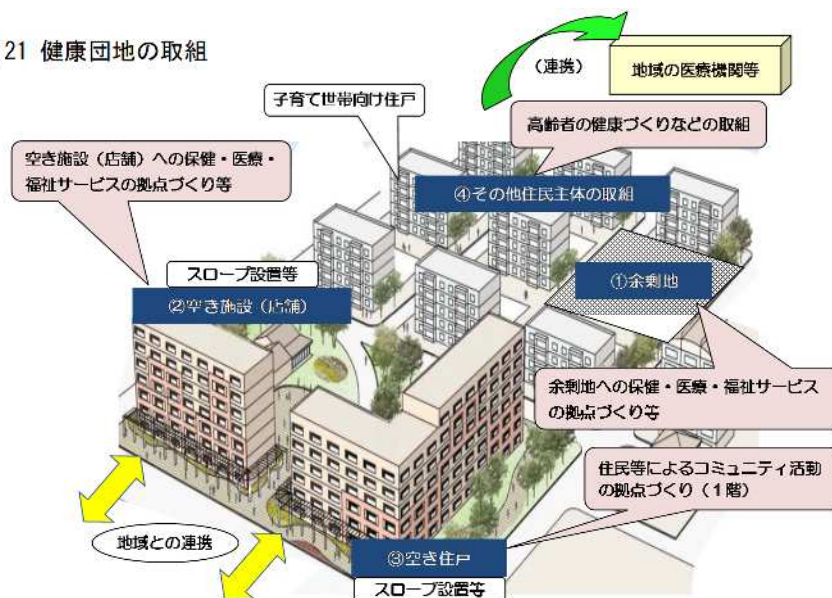 21 健康団地の取組
（連携）
地域の医療機関等
子育て世帯向け住戸
高齢者の健康づくりなどの取組
空き施設（店舗）への保健・医療・
福祉サービスの拠点づくり等
④その他住民主体の取組
スロープ設置等
②空き施設（店舗）
①余剰地
余剰地への保健・医療・福祉サービス
の拠点づくり等
住民等によるコミュニティ活動
の拠点づくり（１階）
地域との連携
③空き住戸
スロープ設置等